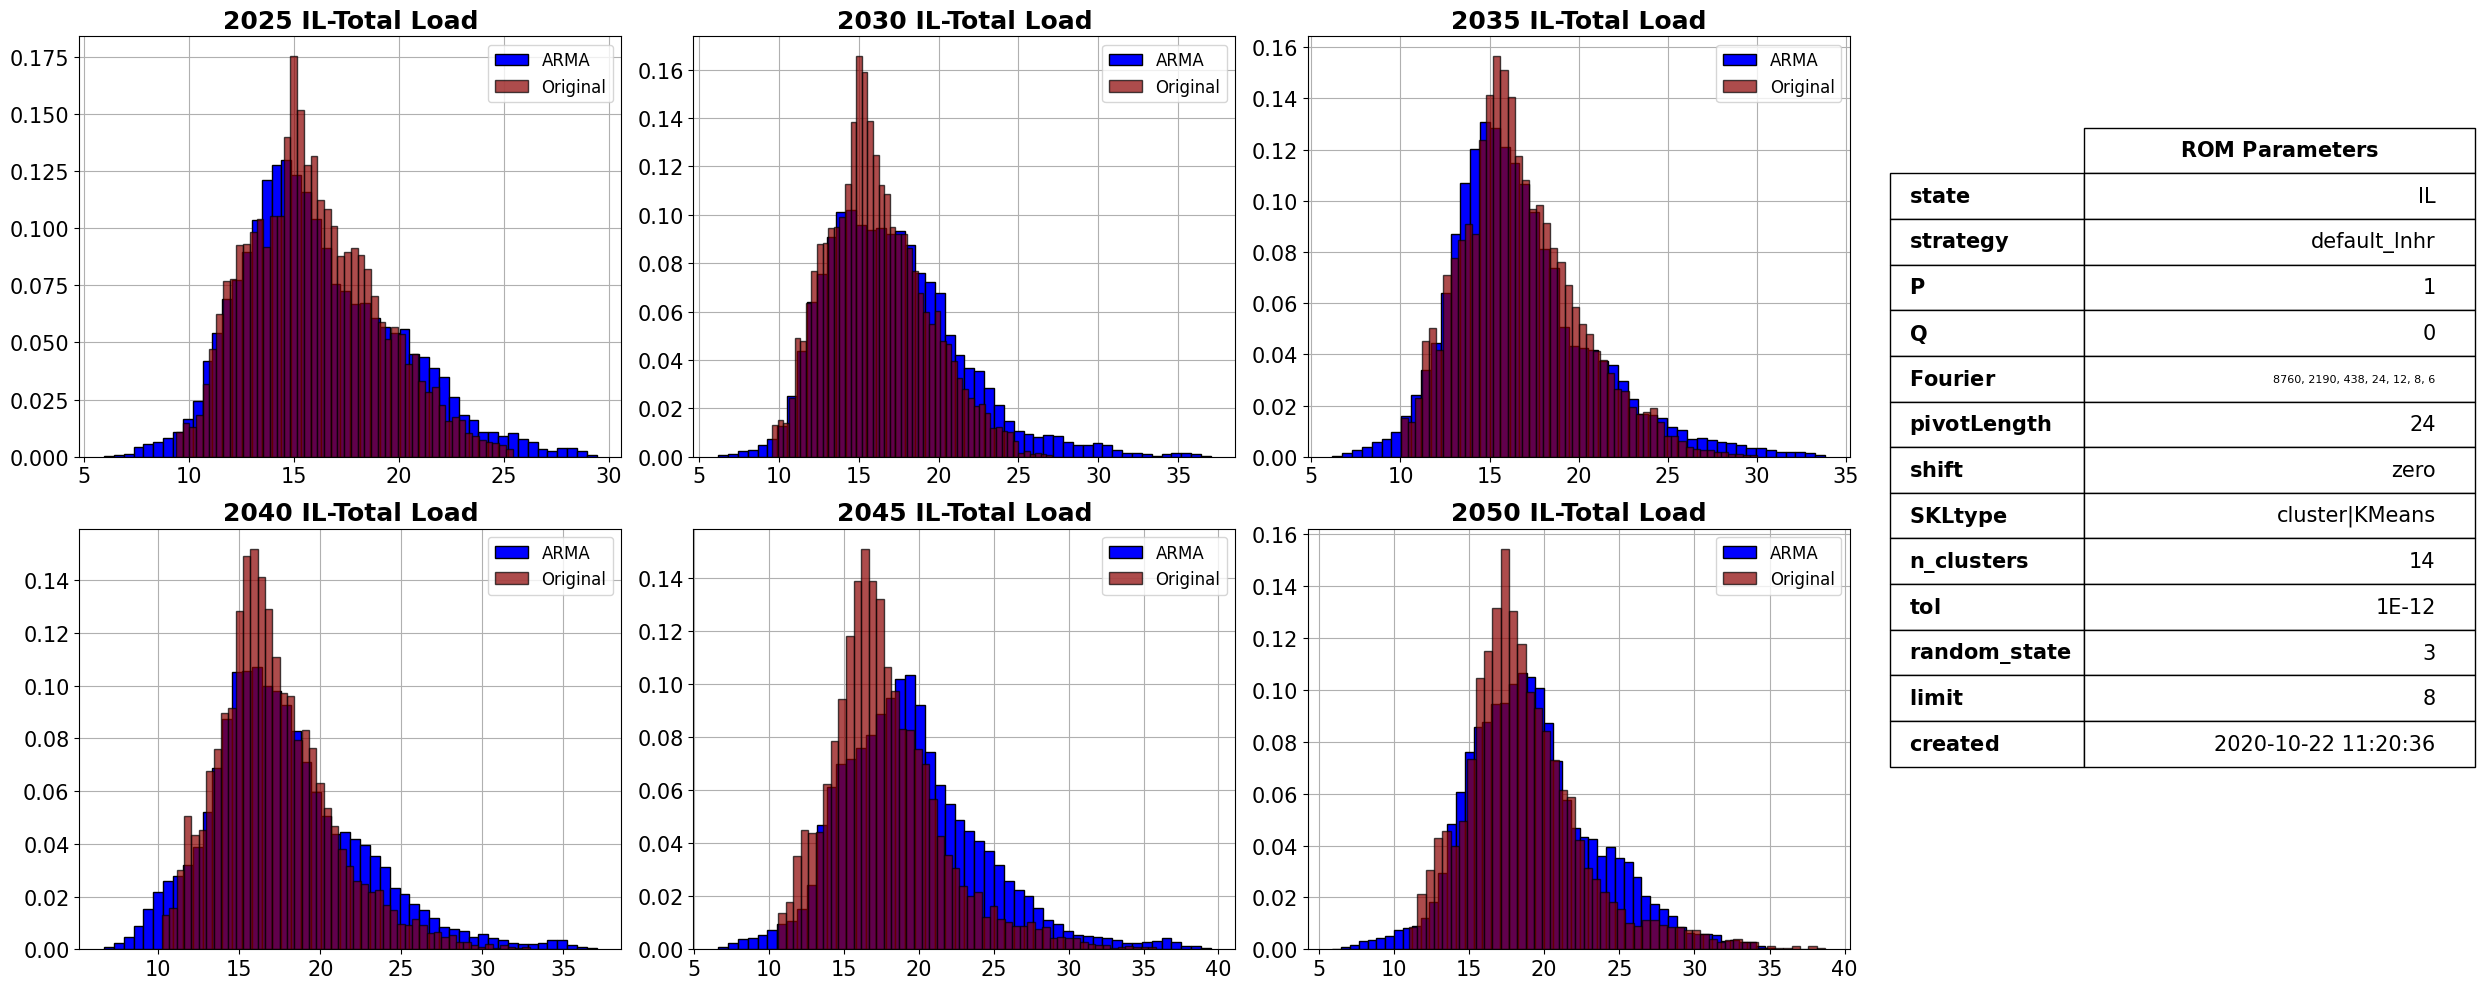 2025 IL-Total Load
0.175
0.150
0.125
0.100
0.075
0.050
0.025
0.000
5 10 15 20 25 30
ARMA
Original
2030 IL-Total Load
0.16
0.14
0.12
0.10
0.08
0.06
0.04
0.02
0.00
5 10 15 20 25 30 35
ARMA
Original
2035 IL-Total Load
0.16
0.14
0.12
0.10
0.08
0.06
0.04
0.02
0.00
5 10 15 20 25 30 35
ARMA
Original
2040 IL-Total Load
0.14
0.12
0.10
0.08
0.06
0.04
0.02
0.00
10 15 20 25 30 35
ARMA
Original
2045 IL-Total Load
0.14
0.12
0.10
0.08
0.06
0.04
0.02
0.00
5 10 15 20 25 30 35 40
ARMA
Original
2050 IL-Total Load
0.16
0.14
0.12
0.10
0.08
0.06
0.04
0.02
0.00
5 10 15 20 25 30 35 40
ARMA
Original
ROM Parameters
state IL
strategy default_lnhr
P 1
Q 0
Fourier 8760, 2190, 438, 24, 12, 8, 6
pivotLength 24
shift zero
SKLtype cluster|KMeans
n_clusters 14
tol 1E-12
random_state 3
limit 8
created 2020-10-22 11:20:36